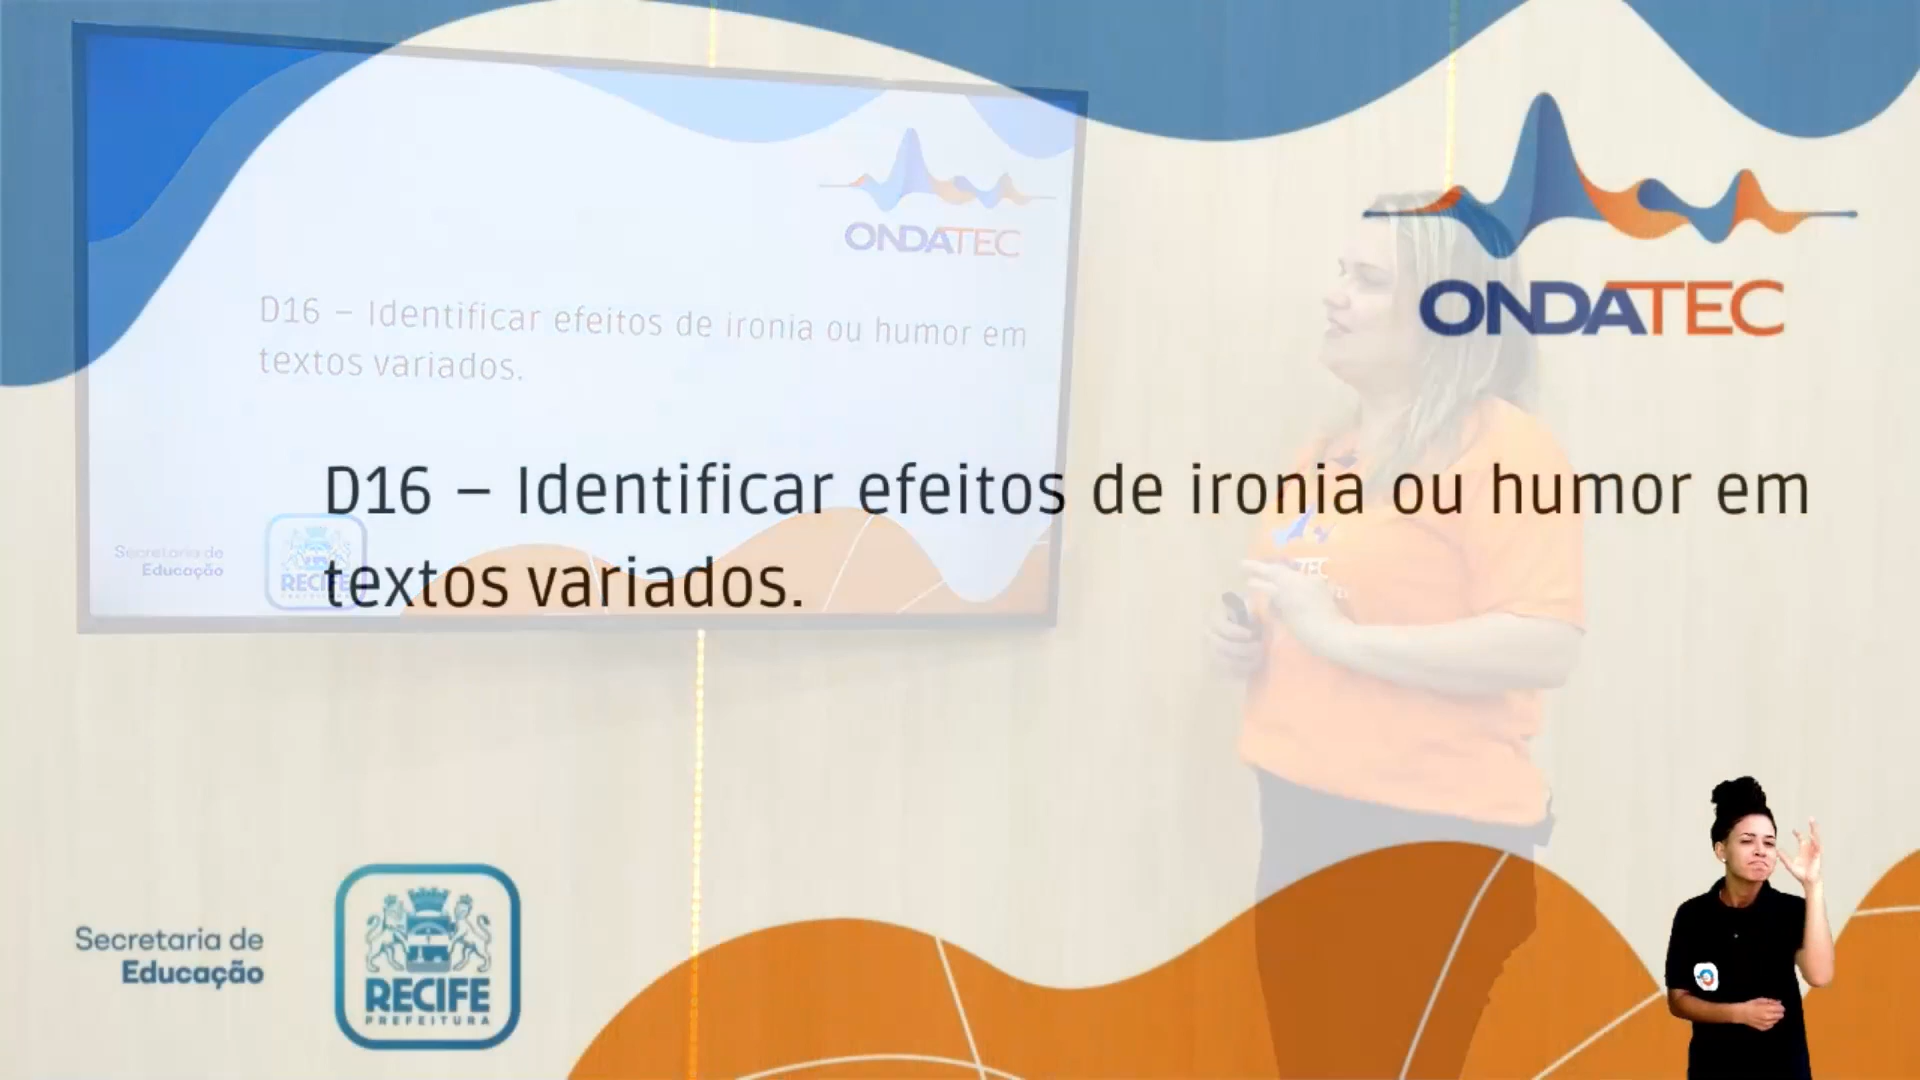 ONDATEC
D16 – Identificar efeitos de ironia ou humor em
textos variados.
Secretaria de
Educação
RECIFE
PREFEITURA
ONDATEC
D16 – Identificar efeitos de ironia ou humor em
textos variados.
Secretaria de
Educação
RECIFE